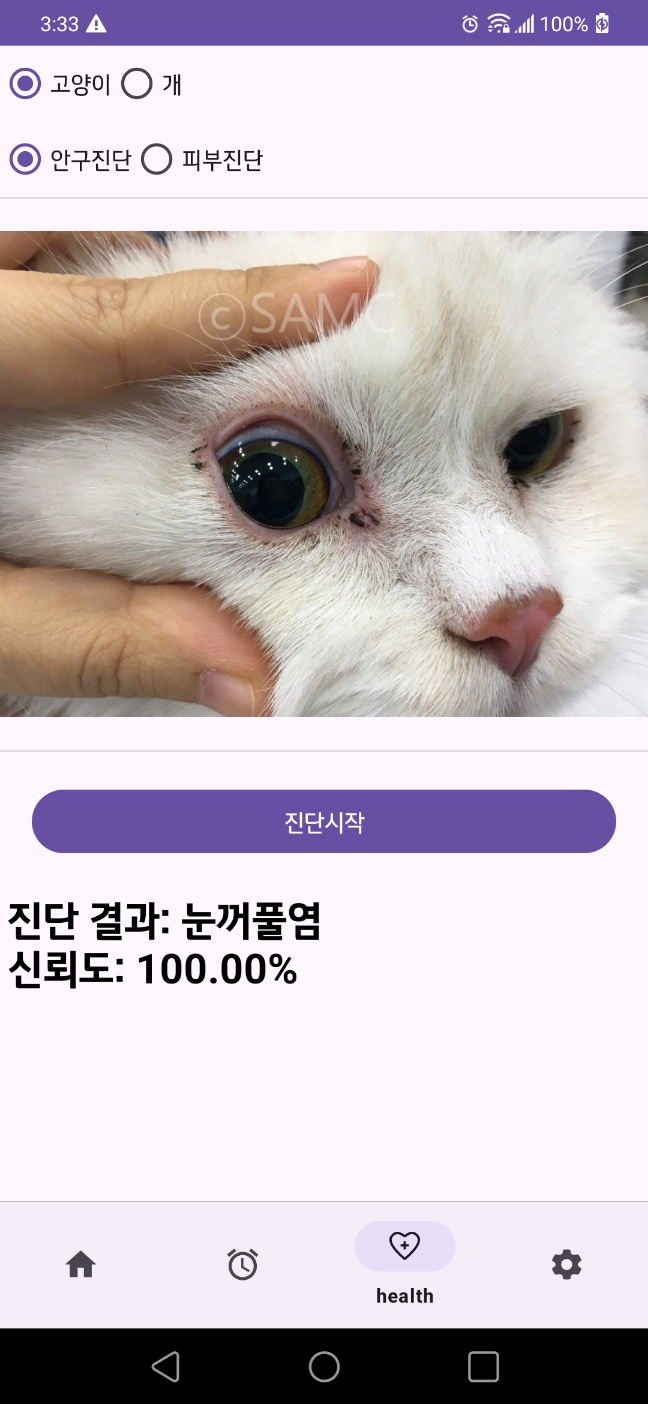 3:33 100%
고양이 개
안구진단 피부진단
©SAMC
진단시작
진단 결과: 눈꺼풀염
신뢰도: 100.00%
health